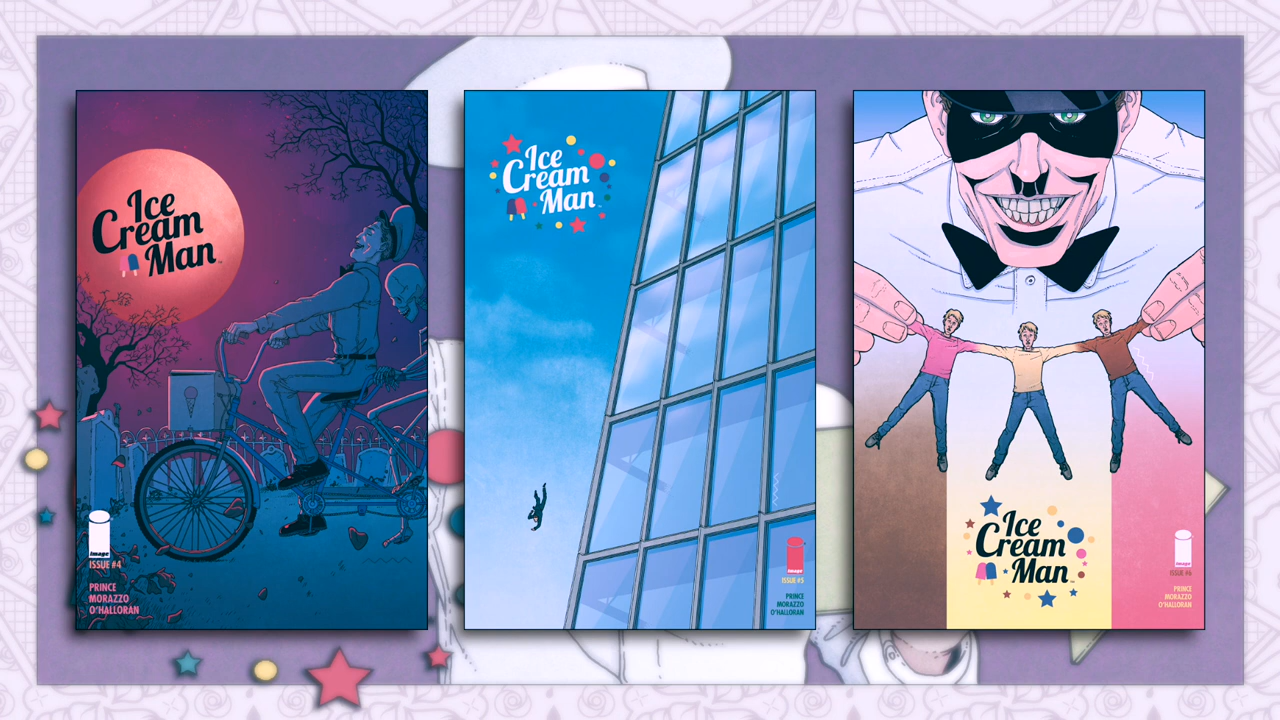 Ice
Cream
Man
image
ISSUE #4
PRINCE
MORAZZO
O'HALLORAN
Ice
Cream
Man
image
ISSUE #5
PRINCE
MORAZZO
O'HALLORAN
Ice
Cream
Man
image
ISSUE #6
PRINCE
MORAZZO
O'HALLORAN